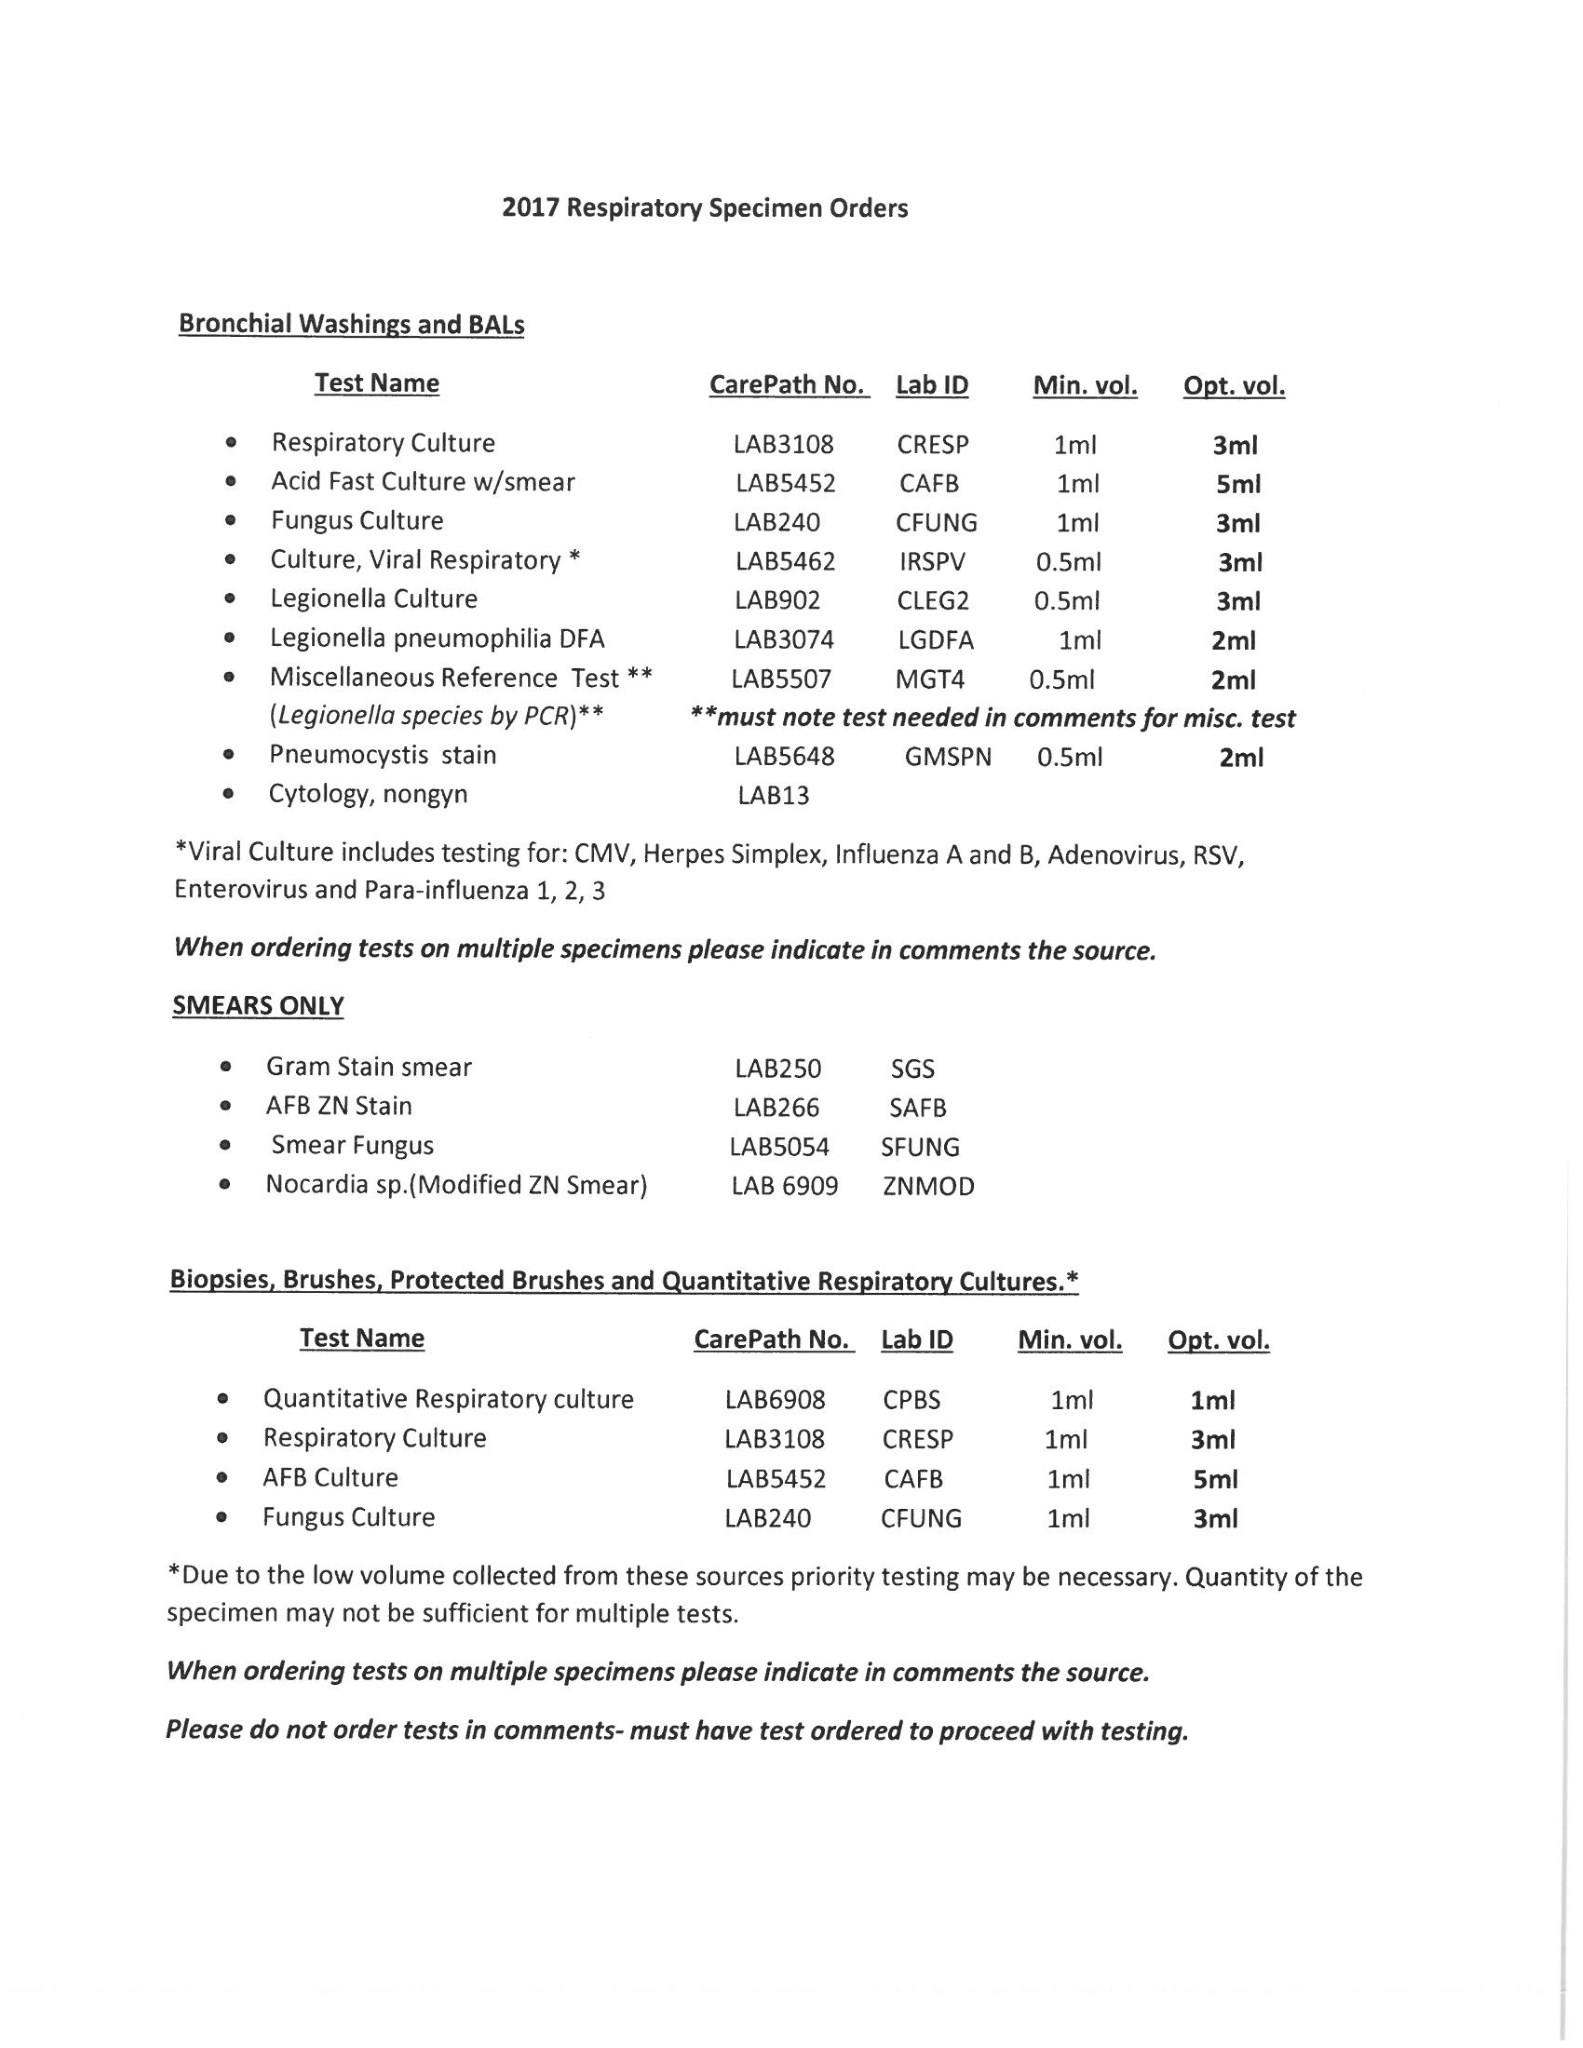 2017 Respiratory Specimen Orders
Bronchial Washings and BALs
Test Name CarePath No. Lab ID Min. vol. Opt. vol.
• Respiratory Culture LAB3108 CRESP 1ml 3ml
• Acid Fast Culture w/smear LAB5452 CAFB 1ml 5ml
• Fungus Culture LAB240 CFUNG 1ml 3ml
• Culture, Viral Respiratory * LAB5462 IRSPV 0.5ml 3ml
• Legionella Culture LAB902 CLEG2 0.5ml 3ml
• Legionella pneumophilia DFA LAB3074 LGDFA 1ml 2ml
• Miscellaneous Reference Test ** LAB5507 MGT4 0.5ml 2ml
(Legionella species by PCR)** **must note test needed in comments for misc. test
• Pneumocystis stain LAB5648 GMSPN 0.5ml 2ml
• Cytology, nongyn LAB13
*Viral Culture includes testing for: CMV, Herpes Simplex, Influenza A and B, Adenovirus, RSV,
Enterovirus and Para-influenza 1, 2, 3
When ordering tests on multiple specimens please indicate in comments the source.
SMEARS ONLY
• Gram Stain smear LAB250 SGS
• AFB ZN Stain LAB266 SAFB
• Smear Fungus LAB5054 SFUNG
• Nocardia sp.(Modified ZN Smear) LAB 6909 ZNMOD
Biopsies, Brushes, Protected Brushes and Quantitative Respiratory Cultures.*
Test Name CarePath No. Lab ID Min. vol. Opt. vol.
• Quantitative Respiratory culture LAB6908 CPBS 1ml 1ml
• Respiratory Culture LAB3108 CRESP 1ml 3ml
• AFB Culture LAB5452 CAFB 1ml 5ml
• Fungus Culture LAB240 CFUNG 1ml 3ml
*Due to the low volume collected from these sources priority testing may be necessary. Quantity of the
specimen may not be sufficient for multiple tests.
When ordering tests on multiple specimens please indicate in comments the source.
Please do not order tests in comments- must have test ordered to proceed with testing.